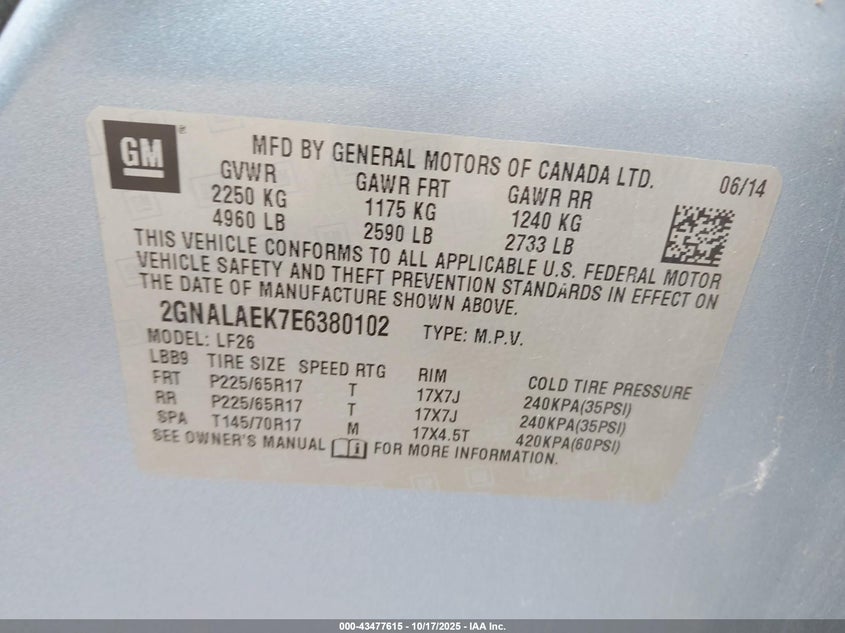 GM ®
MFD BY GENERAL MOTORS OF CANADA LTD.
06/14
GVWR GAWR FRT GAWR RR
2250 KG 1175 KG 1240 KG
4960 LB 2590 LB 2733 LB
THIS VEHICLE CONFORMS TO ALL APPLICABLE U.S. FEDERAL MOTOR
VEHICLE SAFETY AND THEFT PREVENTION STANDARDS IN EFFECT ON
THE DATE OF MANUFACTURE SHOWN ABOVE.
2GNALAEK7E6380102 TYPE: M.P.V.
MODEL: LF26
LBB9 TIRE SIZE SPEED RTG RIM COLD TIRE PRESSURE
FRT P225/65R17 T 17X7J 240KPA(35PSI)
RR P225/65R17 T 17X7J 240KPA(35PSI)
SPA T145/70R17 M 17X4.5T 420KPA(60PSI)
SEE OWNER'S MANUAL i FOR MORE INFORMATION.
000-43477615 - 10/17/2025 - IAA Inc.